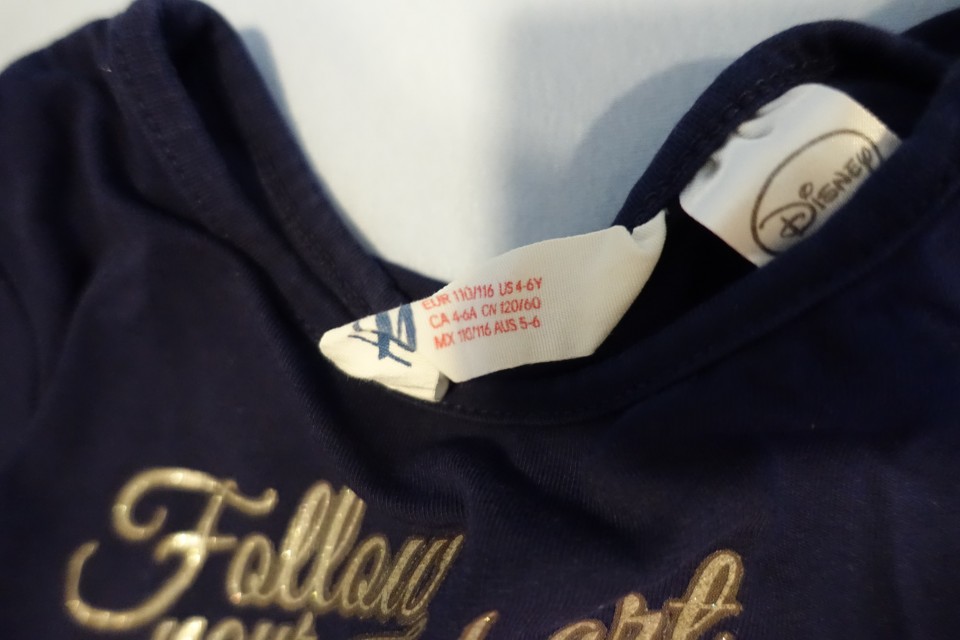 DISNEY
EUR 110/116 US 4-6Y
CA 4-6A CN 120/60
MX 110/116 AUS 5-6
Follow
your